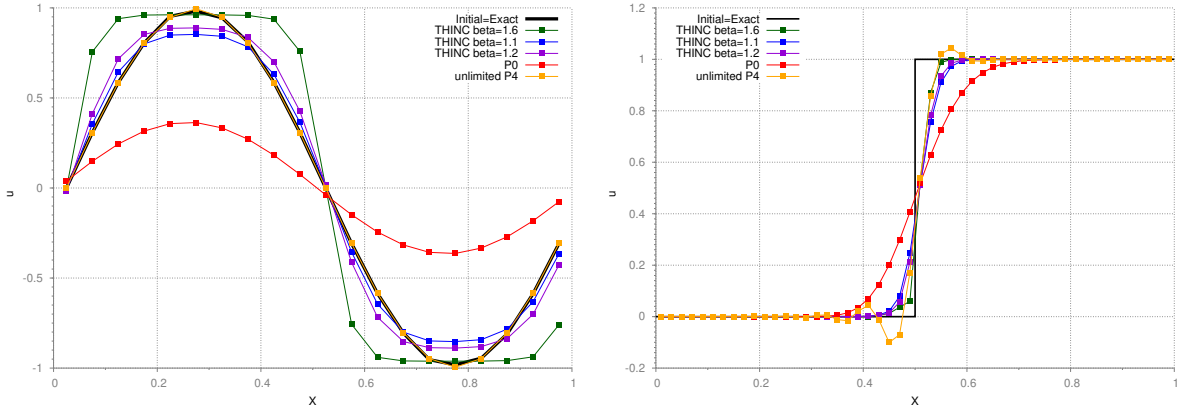 1
0.5
0
-0.5
-1
0
0.2
0.4
0.6
0.8
1
u
X
Initial=Exact
THINC beta=1.6
THINC beta=1.1
THINC beta=1.2
P0
unlimited P4
1.2
1
0.8
0.6
0.4
0.2
0
-0.2
0
0.2
0.4
0.6
0.8
1
u
X
Initial=Exact
THINC beta=1.6
THINC beta=1.1
THINC beta=1.2
P0
unlimited P4